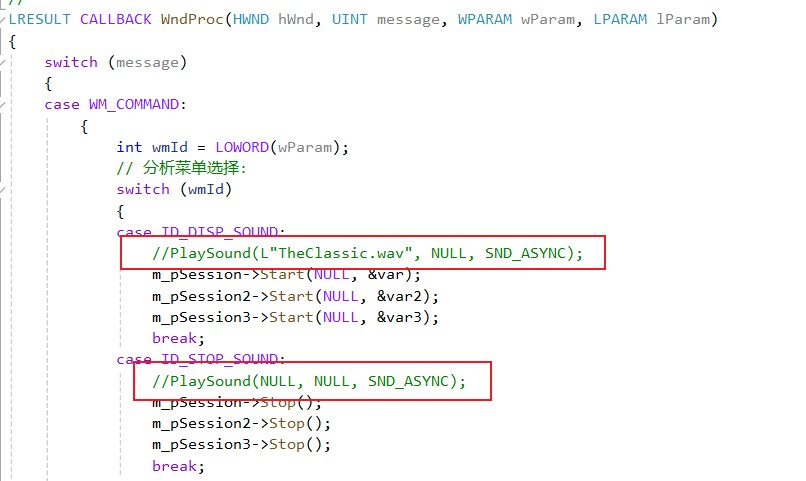 //
LRESULT CALLBACK WndProc(HWND hWnd, UINT message, WPARAM wParam, LPARAM lParam)
{
switch (message)
{
case WM_COMMAND:
{
int wmId = LOWORD(wParam);
// 分析菜单选择:
switch (wmId)
{
case ID_DISP_SOUND:
//PlaySound(L"TheClassic.wav", NULL, SND_ASYNC);
m_pSession->Start(NULL, &var);
m_pSession2->Start(NULL, &var2);
m_pSession3->Start(NULL, &var3);
break;
case ID_STOP_SOUND:
//PlaySound(NULL, NULL, SND_ASYNC);
m_pSession->Stop();
m_pSession2->Stop();
m_pSession3->Stop();
break;